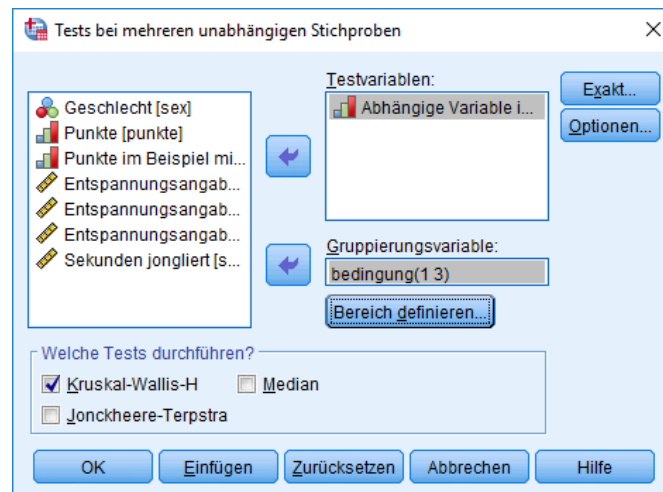 Tests bei mehreren unabhängigen Stichproben
Geschlecht [sex]
Punkte [punkte]
Punkte im Beispiel mi...
Entspannungsangab...
Entspannungsangab...
Entspannungsangab...
Sekunden jongliert [s...
Testvariablen:
Abhängige Variable i...
Gruppierungsvariable:
bedingung(1 3)
Bereich definieren...
Exakt...
Optionen...
Welche Tests durchführen?
Kruskal-Wallis-H
Median
Jonckheere-Terpstra
OK
Einfügen
Zurücksetzen
Abbrechen
Hilfe